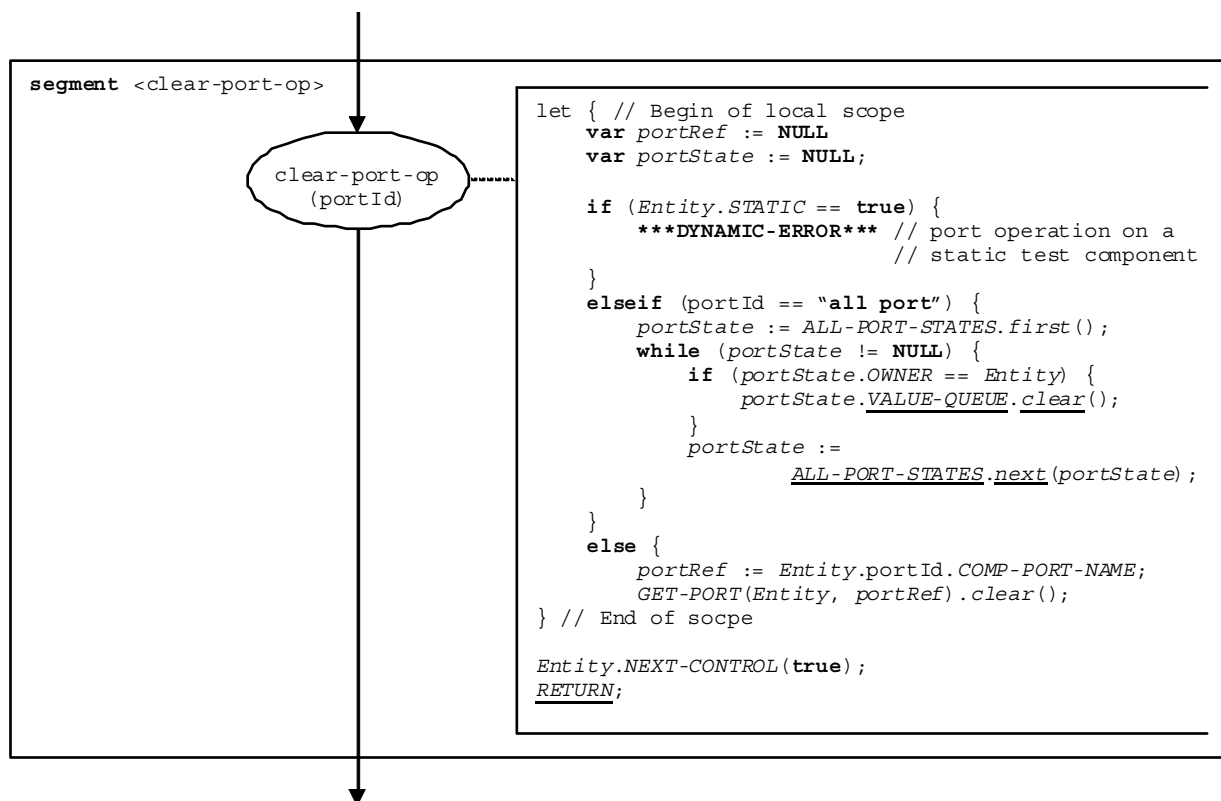 segment <clear-port-op>
clear-port-op
(portId)
let { // Begin of local scope
var portRef := NULL
var portState := NULL;
if (Entity.STATIC == true) {
***DYNAMIC-ERROR*** // port operation on a
// static test component
}
elseif (portId == “all port”) {
portState := ALL-PORT-STATES.first();
while (portState != NULL) {
if (portState.OWNER == Entity) {
portState.VALUE-QUEUE.clear();
}
portState :=
ALL-PORT-STATES.next(portState);
}
}
else {
portRef := Entity.portId.COMP-PORT-NAME;
GET-PORT(Entity, portRef).clear();
} // End of socpe
Entity.NEXT-CONTROL(true);
RETURN;